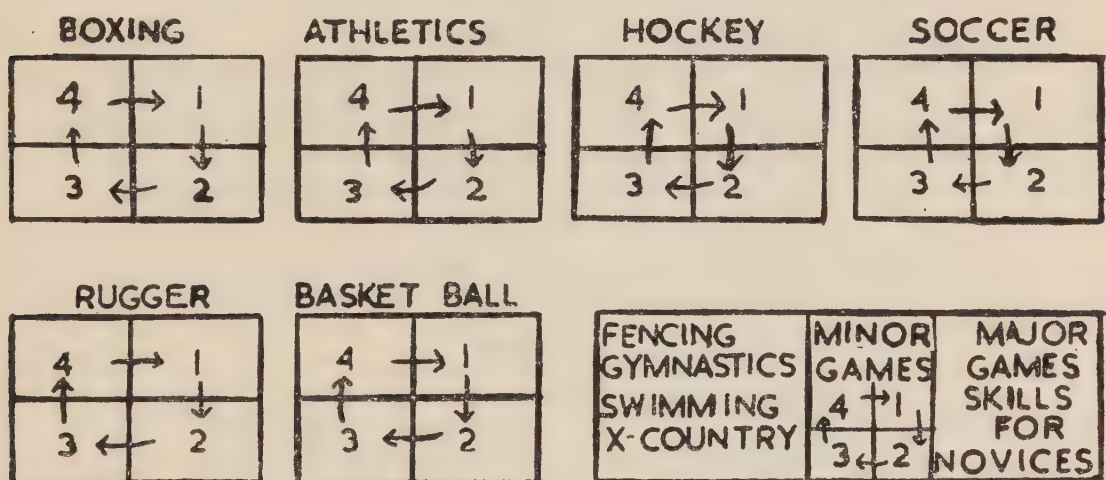 BOXING
4 → 1
↑ ↓
3 ← 2
ATHLETICS
4 → 1
↑ ↓
3 ← 2
HOCKEY
4 → 1
↑ ↓
3 ← 2
SOCCER
4 → 1
↑ ↓
3 ← 2
RUGGER
4 → 1
↑ ↓
3 ← 2
BASKET BALL
4 → 1
↑ ↓
3 ← 2
FENCING
GYMNASTICS
SWIMMING
X-COUNTRY
MINOR
GAMES
4 → 1
↑ ↓
3 ← 2
MAJOR
GAMES
SKILLS
FOR
NOVICES